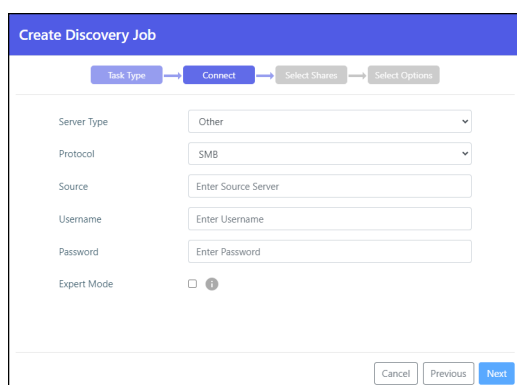 Create Discovery Job
Task Type Connect Select Shares Select Options
Server Type Other
Protocol SMB
Source Enter Source Server
Username Enter Username
Password Enter Password
Expert Mode i
Cancel Previous Next